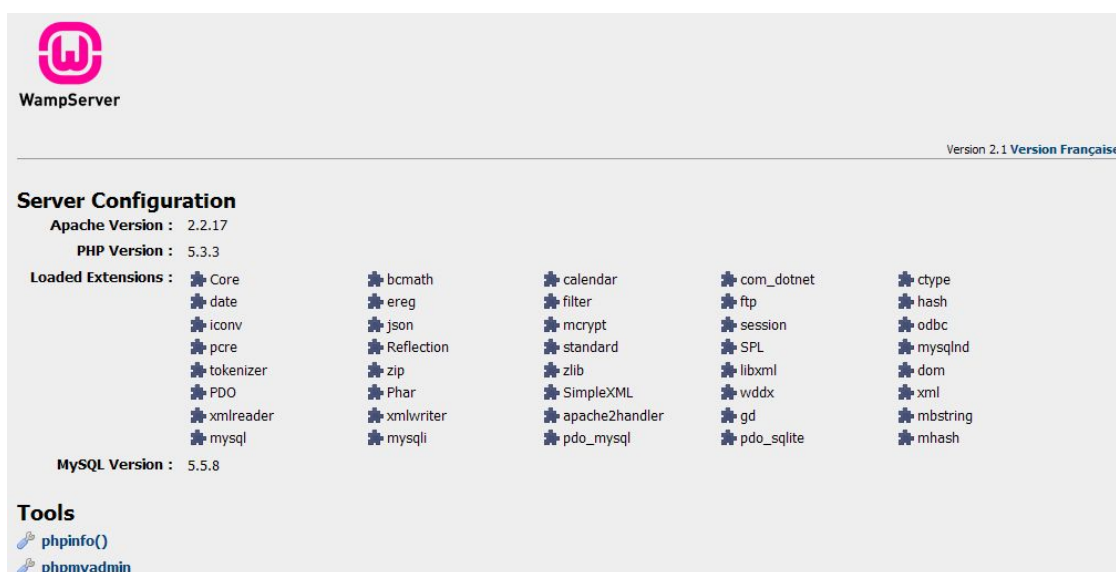 WampServer
Version 2.1 Version Française
Server Configuration
Apache Version : 2.2.17
PHP Version : 5.3.3
Loaded Extensions : Core bcmath calendar com_dotnet ctype
date ereg filter ftp hash
iconv json mcrypt session odbc
pcre Reflection standard SPL mysqlnd
tokenizer zip zlib libxml dom
PDO Phar SimpleXML wddx xml
xmlreader xmlwriter apache2handler gd mbstring
mysql mysqli pdo_mysql pdo_sqlite mhash
MySQL Version : 5.5.8
Tools
phpinfo()
phpmyadmin